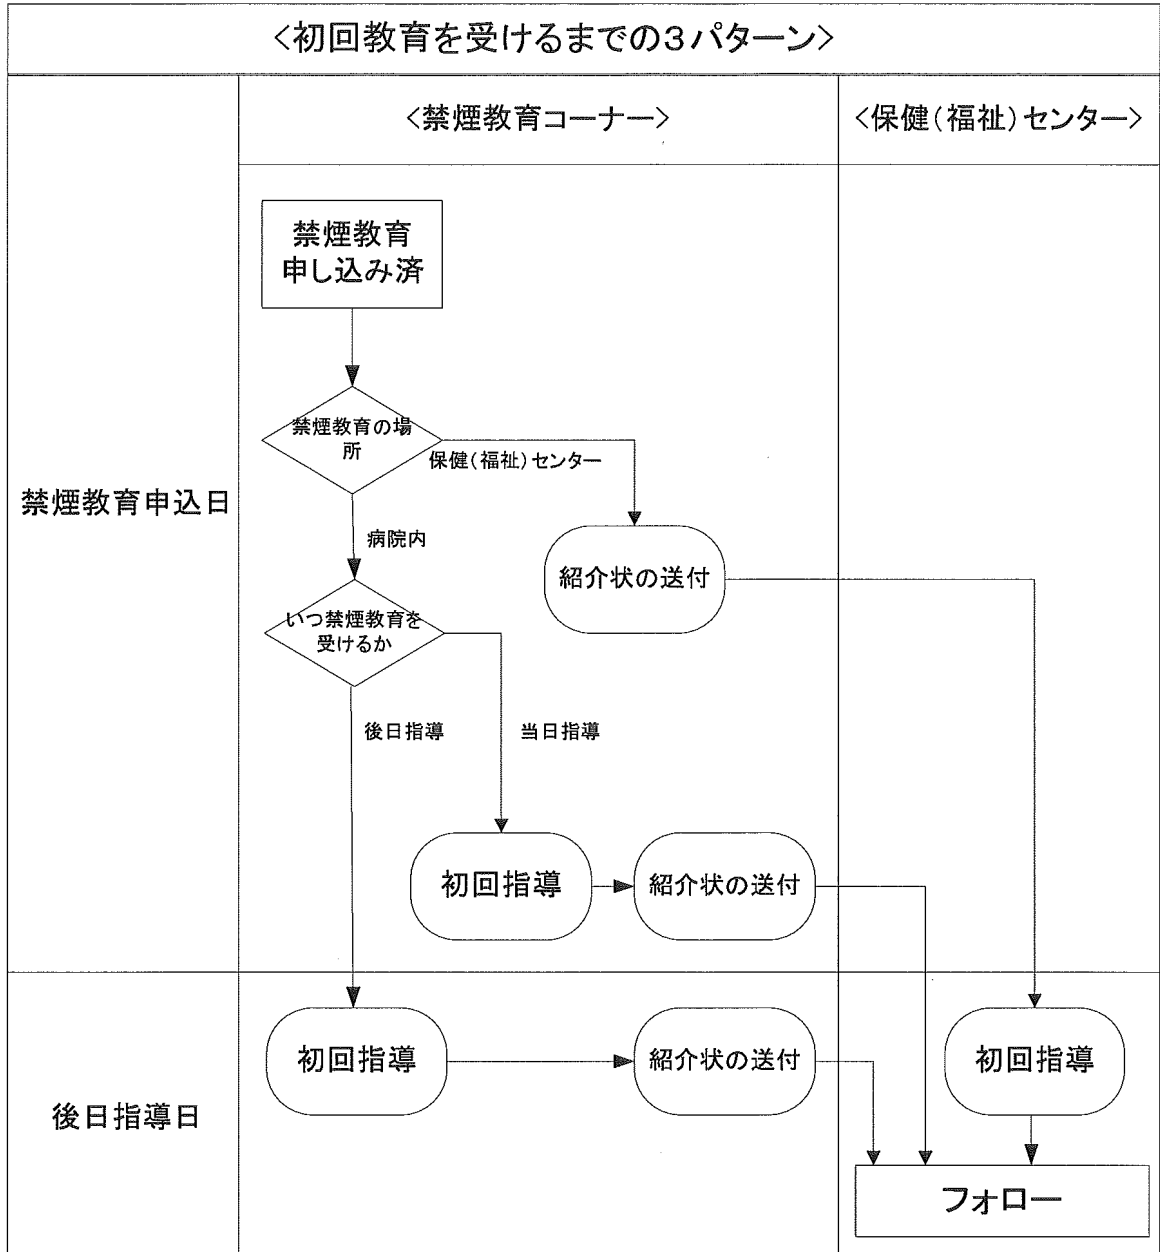 <初回教育を受けるまでの3パターン>
<禁煙教育コーナー>
<保健(福祉)センター>
禁煙教育
申し込み済
禁煙教育の場
所
保健(福祉)センター
禁煙教育申込日
病院内
紹介状の送付
いつ禁煙教育を
受けるか
後日指導
当日指導
初回指導
紹介状の送付
初回指導
紹介状の送付
初回指導
後日指導日
フォロー